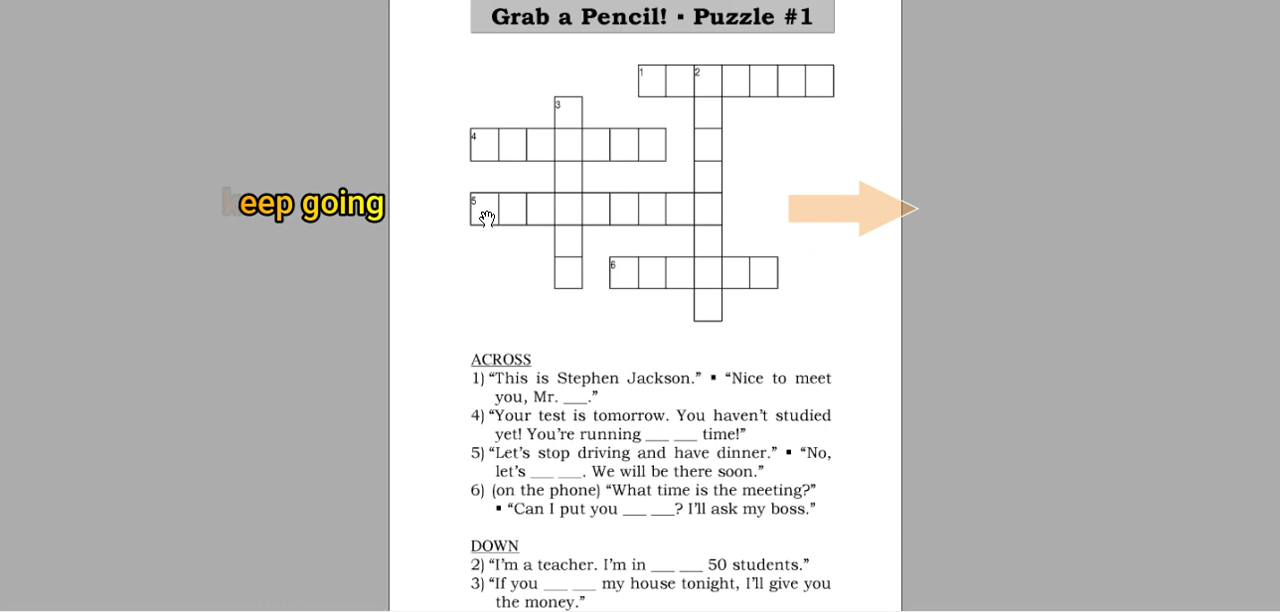 Grab a Pencil! ▪ Puzzle #1
1
2
3
4
5
6
keep going
ACROSS
1) “This is Stephen Jackson.” ▪ “Nice to meet
you, Mr. ___.”
4) “Your test is tomorrow. You haven’t studied
yet! You’re running ___ ___ time!”
5) “Let’s stop driving and have dinner.” ▪ “No,
let’s ___ ___. We will be there soon.”
6) (on the phone) “What time is the meeting?”
▪ “Can I put you ___ ___? I’ll ask my boss.”
DOWN
2) “I’m a teacher. I’m in ___ ___ 50 students.”
3) “If you ___ ___ my house tonight, I’ll give you
the money.”